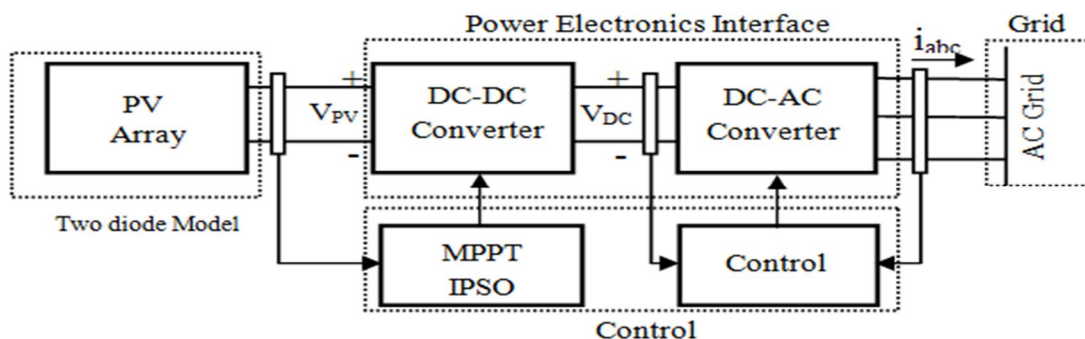 Power Electronics Interface
Grid
i_abc
PV
Array
+
V_PV
-
DC-DC
Converter
+
V_DC
-
DC-AC
Converter
AC Grid
Two diode Model
MPPT
IPSO
Control
Control